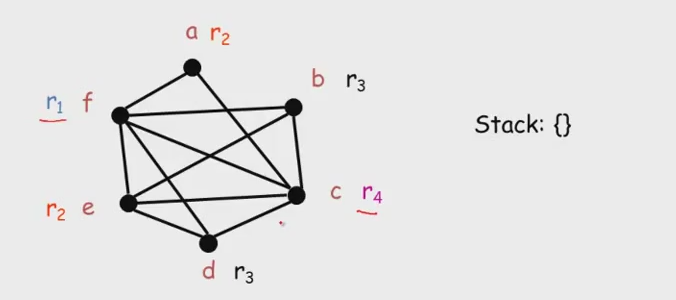 a r₂
b r₃
r₁ f
Stack: {}
c r₄
r₂ e
d r₃